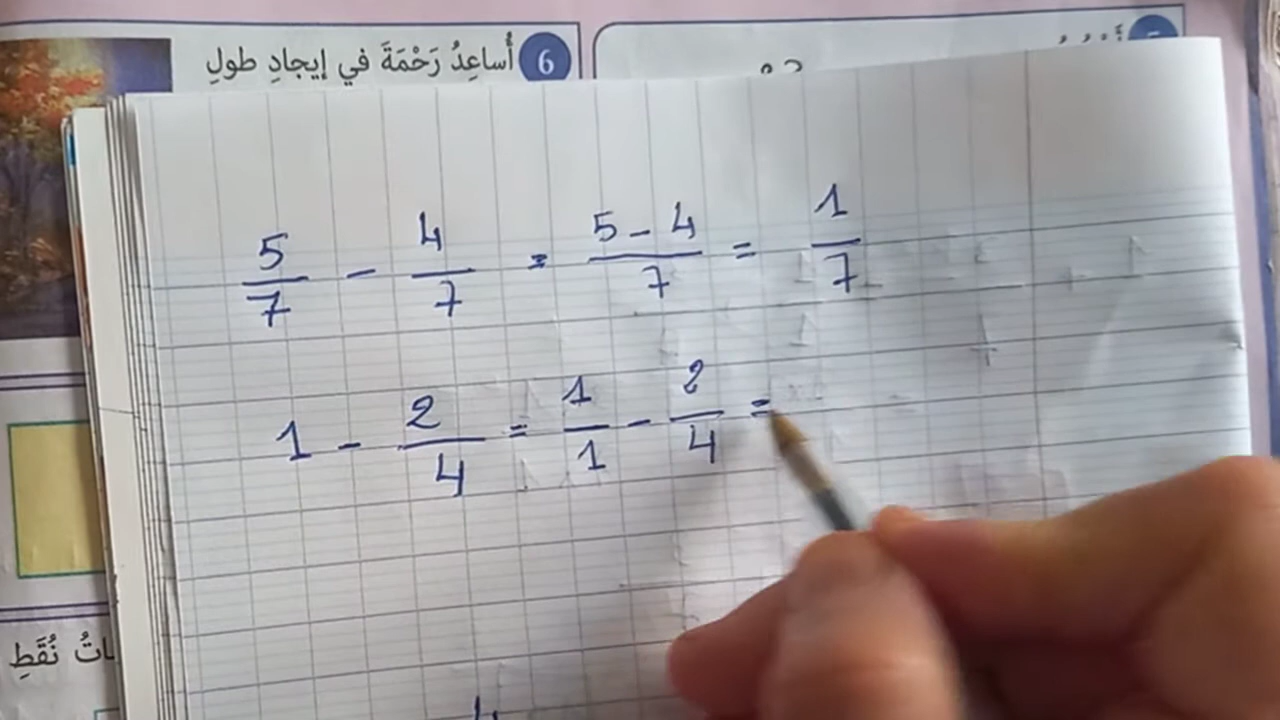 6 أُساعِدُ رَحْمَةَ في إيجادِ طولِ
5/7 - 4/7 = 5-4/7 = 1/7
1 - 2/4 = 1/1 - 2/4 =
نُقَطِ
4